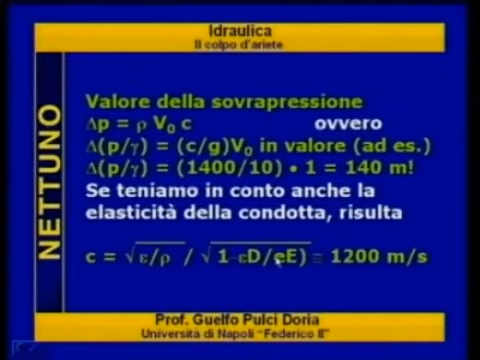 Idraulica
Il colpo d'ariete
NETTUNO
Valore della sovrapressione
Δp = ρ V₀ c ovvero
Δ(p/γ) = (c/g)V₀ in valore (ad es.)
Δ(p/γ) = (1400/10) • 1 = 140 m!
Se teniamo in conto anche la
elasticità della condotta, risulta
c = √ε/ρ / √1-εD/eE) ≅ 1200 m/s
Prof. Guelfo Pulci Doria
Università di Napoli "Federico II"